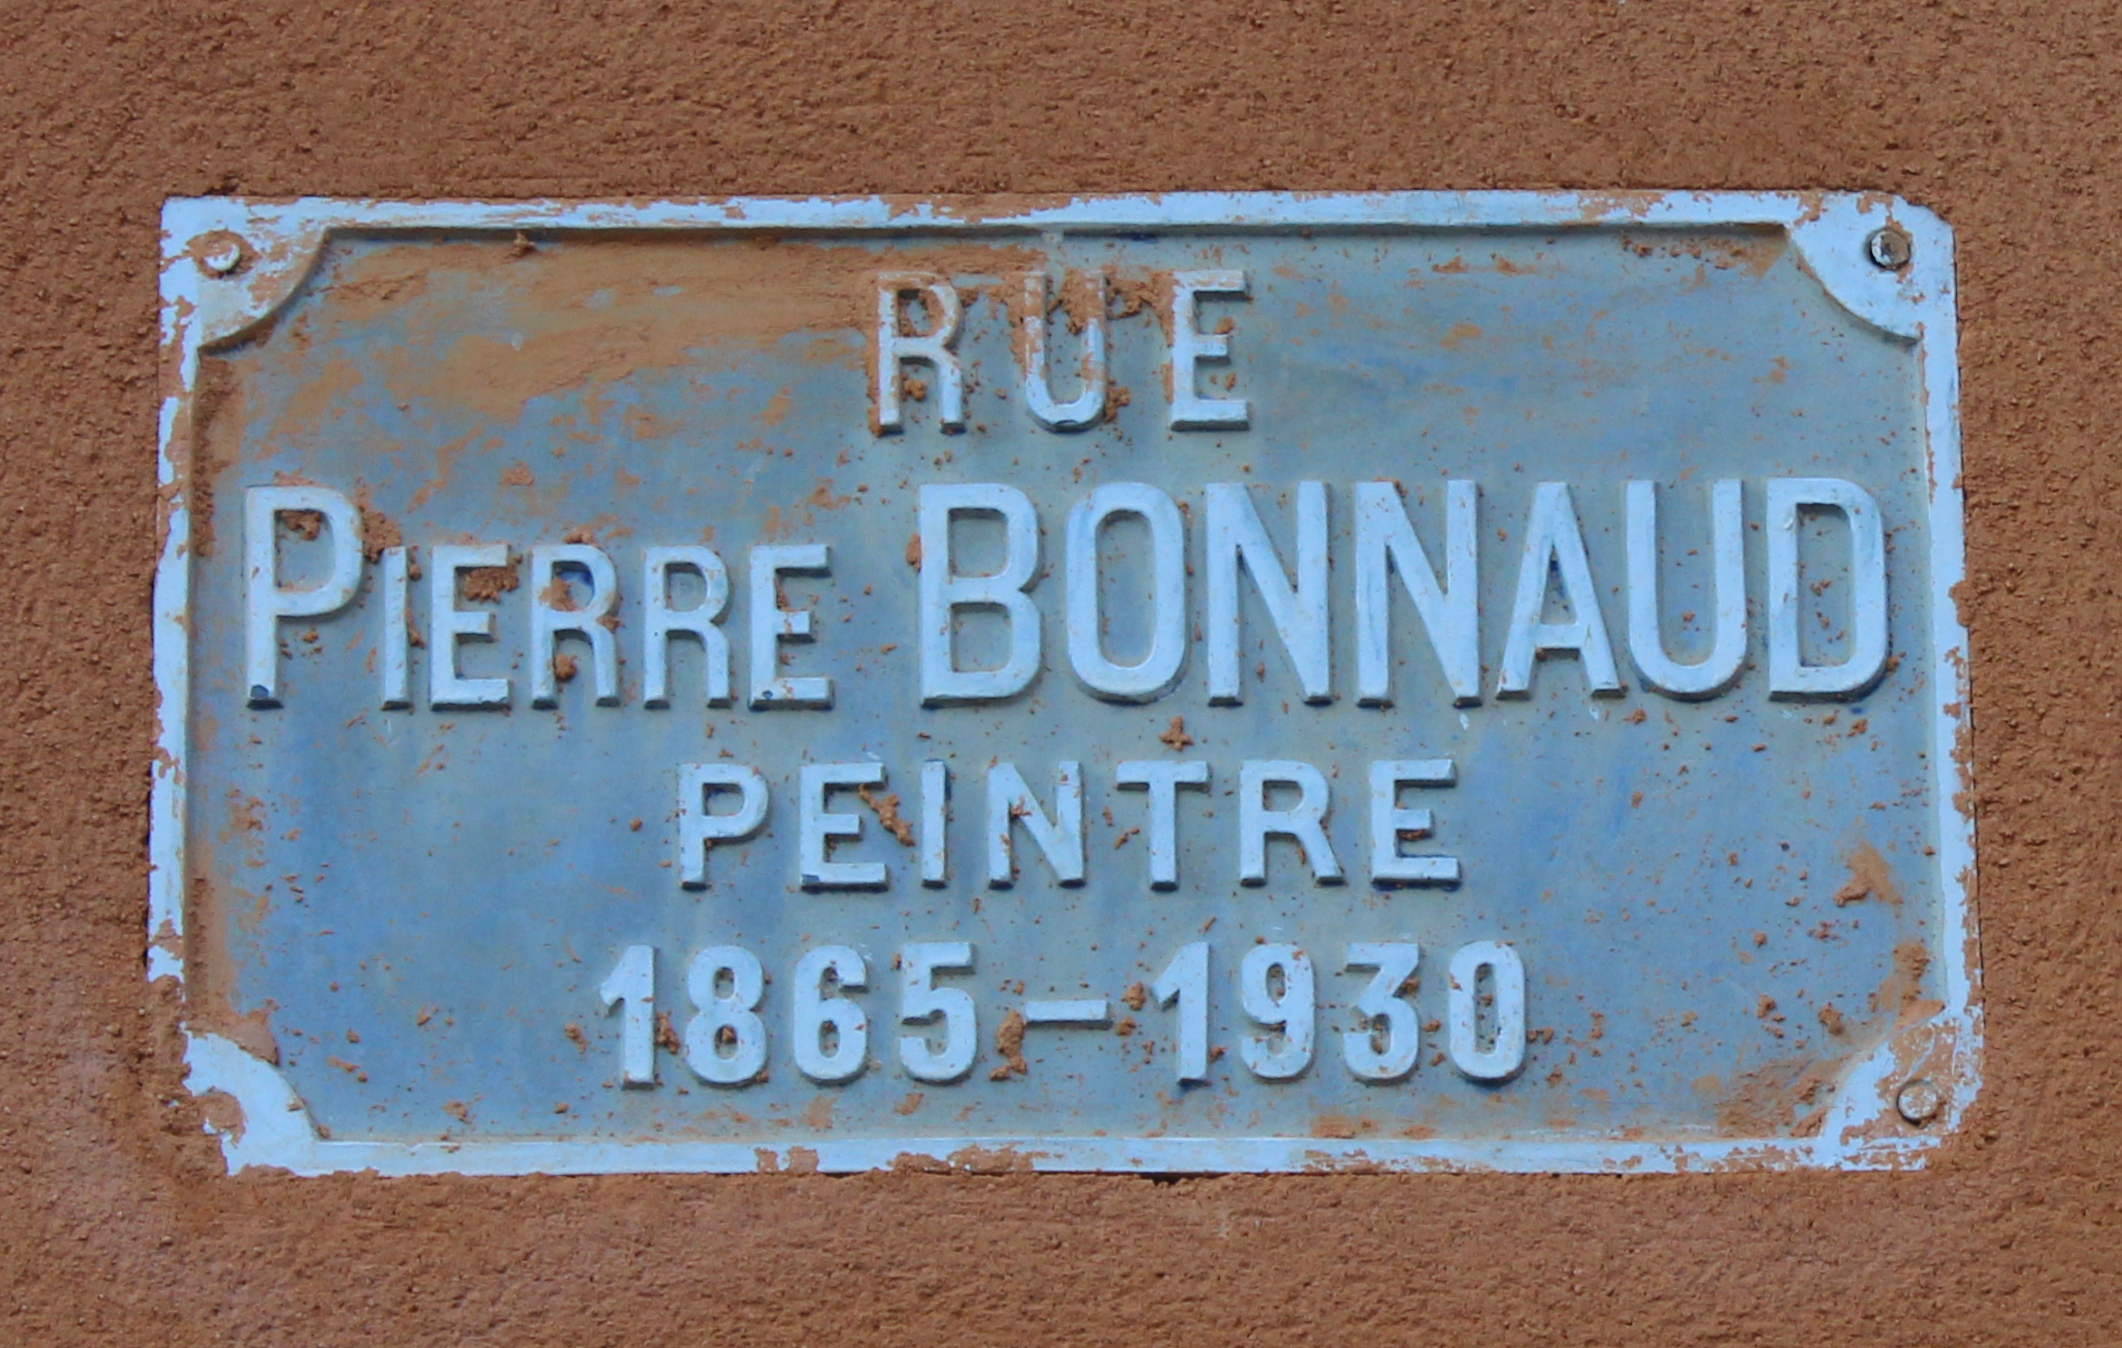 RUE
PIERRE BONNAUD
PEINTRE
1865-1930